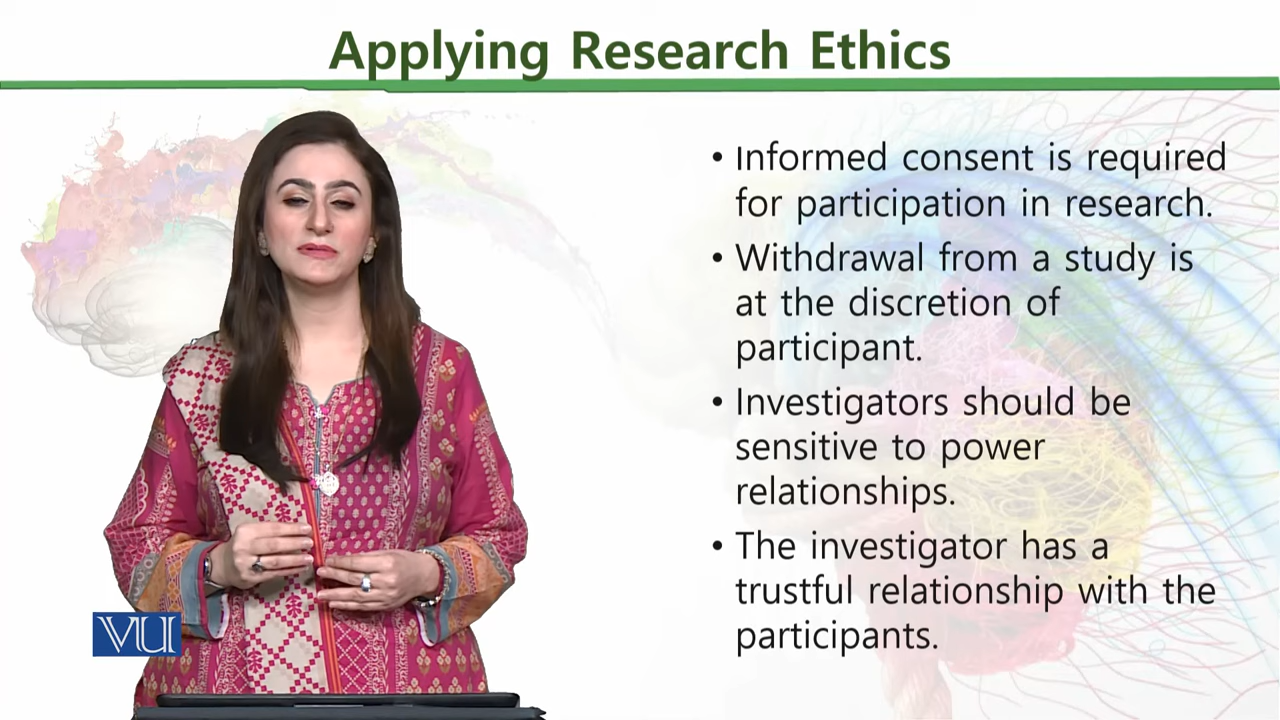 Applying Research Ethics
• Informed consent is required
for participation in research.
• Withdrawal from a study is
at the discretion of
participant.
• Investigators should be
sensitive to power
relationships.
• The investigator has a
trustful relationship with the
participants.
VU